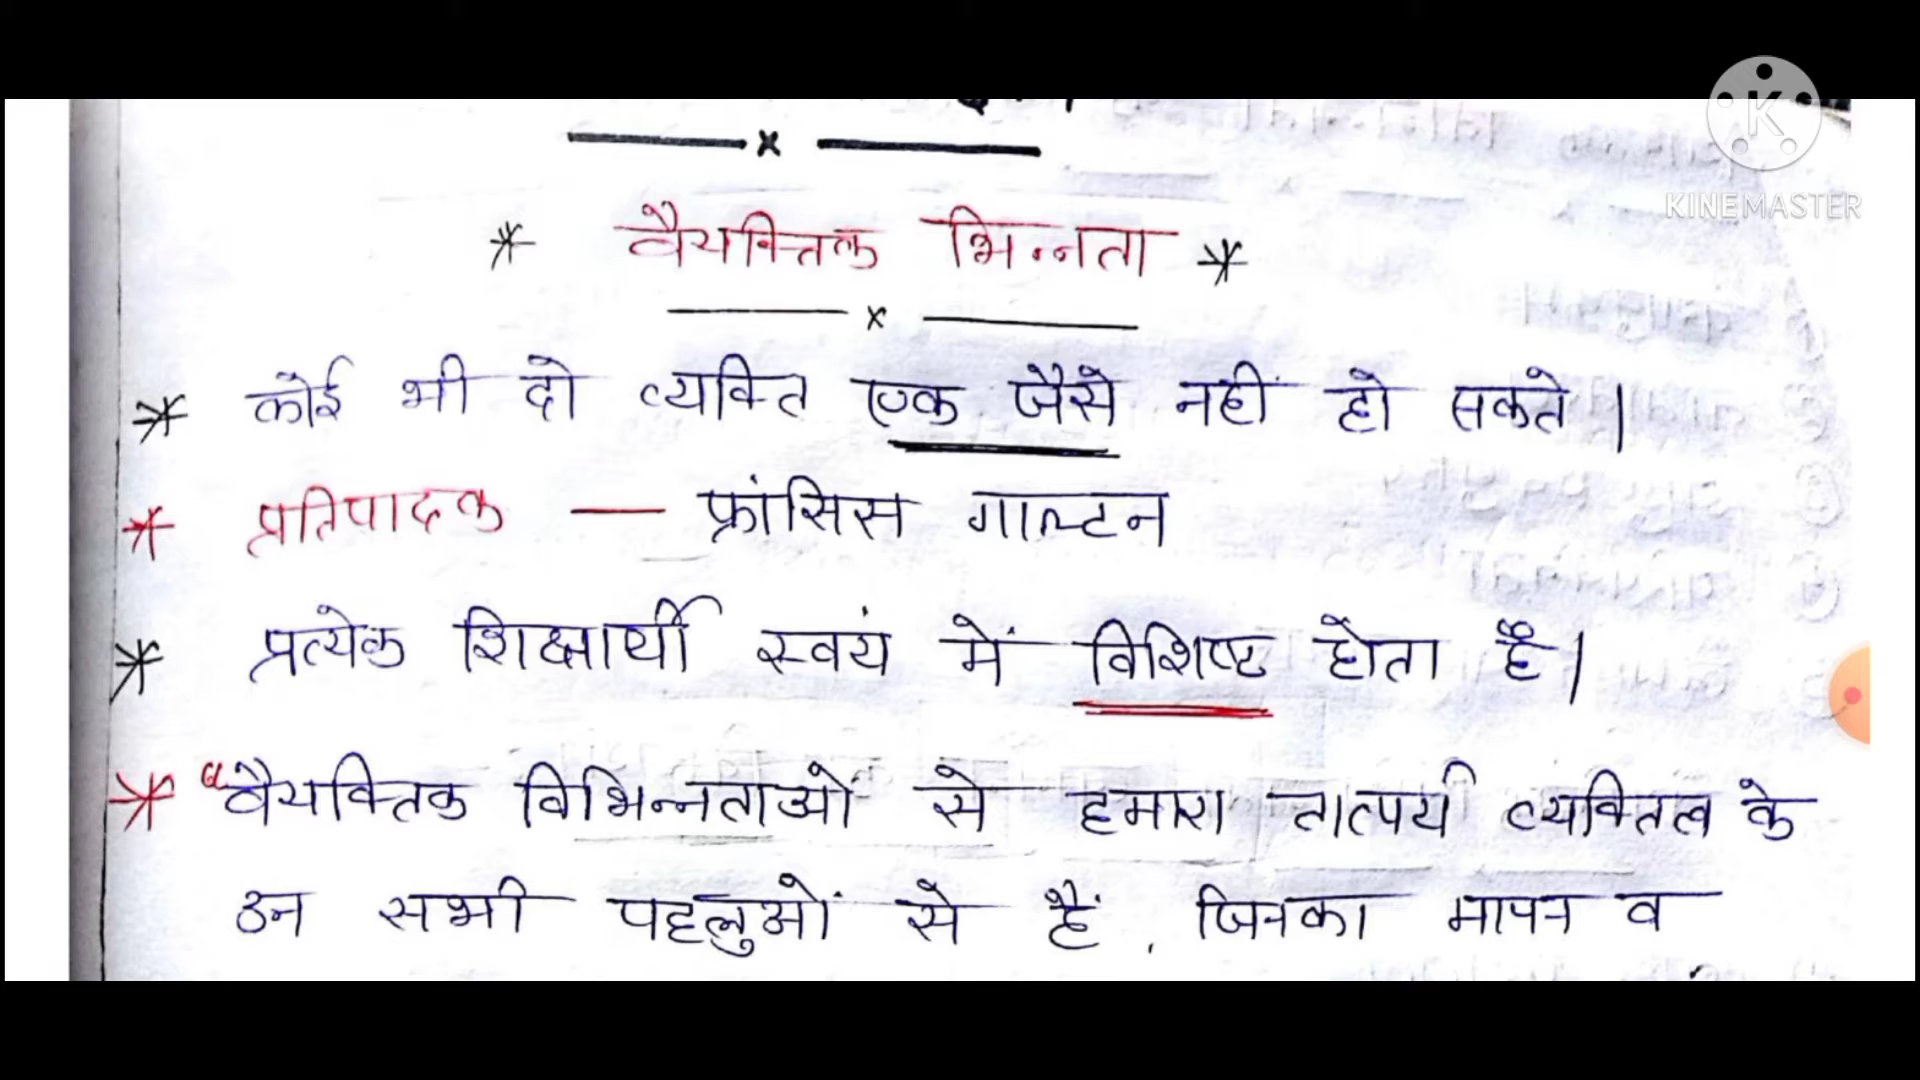 K
KINEMASTER
* वैयक्तिक भिन्नता *
* कोई भी दो व्यक्ति एक जैसे नहीं हो सकते।
* प्रतिपादक — फ्रांसिस गाल्टन
* प्रत्येक शिक्षार्थी स्वयं में विशिष्ट होता है।
* "वैयक्तिक विभिन्नताओं से हमारा तात्पर्य व्यक्तित्व के
उन सभी पहलुओं से हैं, जिनका मापन व